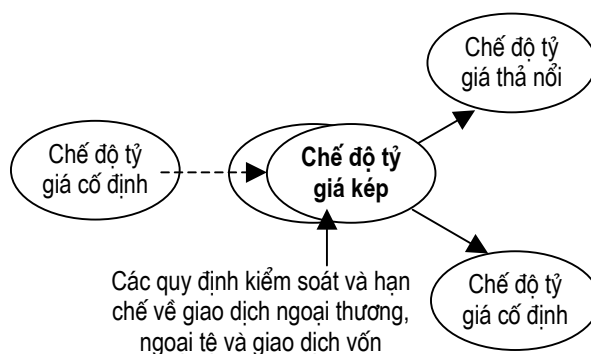 Chế độ tỷ
giá thả nổi
Chế độ tỷ
giá cố định
Chế độ tỷ
giá kép
Các quy định kiểm soát và hạn
chế về giao dịch ngoại thương,
ngoại tệ và giao dịch vốn
Chế độ tỷ
giá cố định